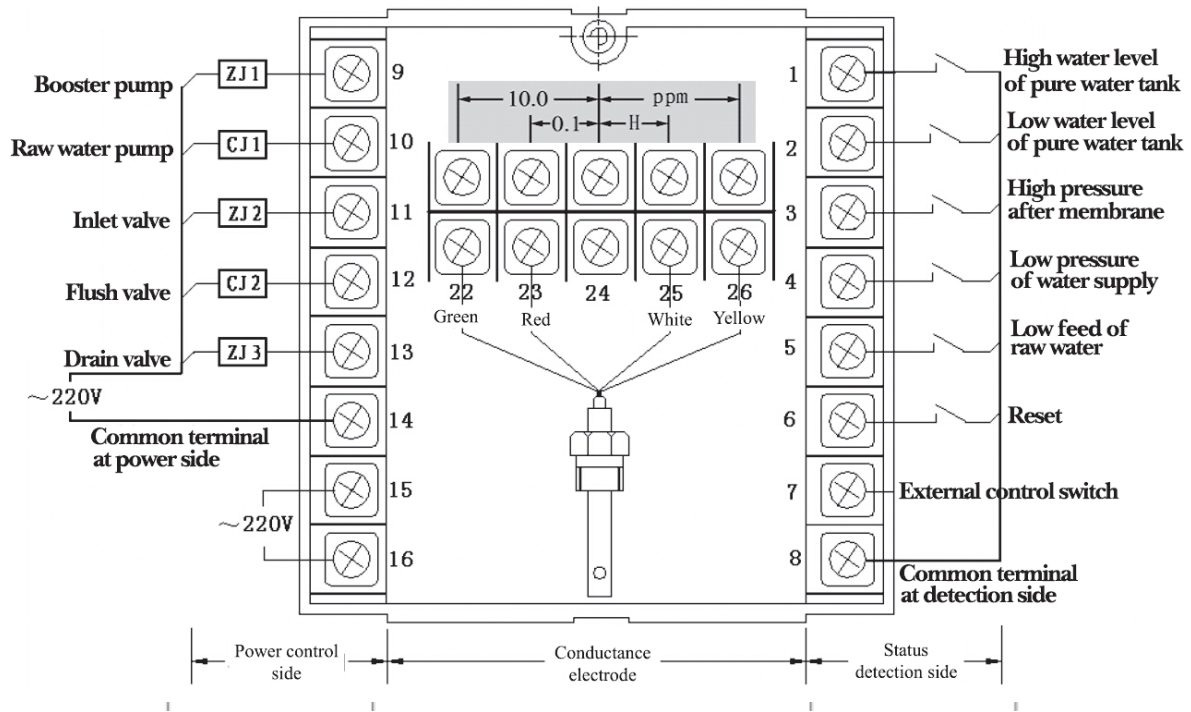 Booster pump
ZJ1
9
Raw water pump
CJ1
10
Inlet valve
ZJ2
11
Flush valve
CJ2
12
Drain valve
ZJ3
13
~220V
14
Common terminal
at power side
15
~220V
16
10.0
ppm
0.1
H
22
23
24
25
26
Green
Red
White
Yellow
1
High water level
of pure water tank
2
Low water level
of pure water tank
3
High pressure
after membrane
4
Low pressure
of water supply
5
Low feed of
raw water
6
Reset
7
External control switch
8
Common terminal
at detection side
Power control
side
Conductance
electrode
Status
detection side